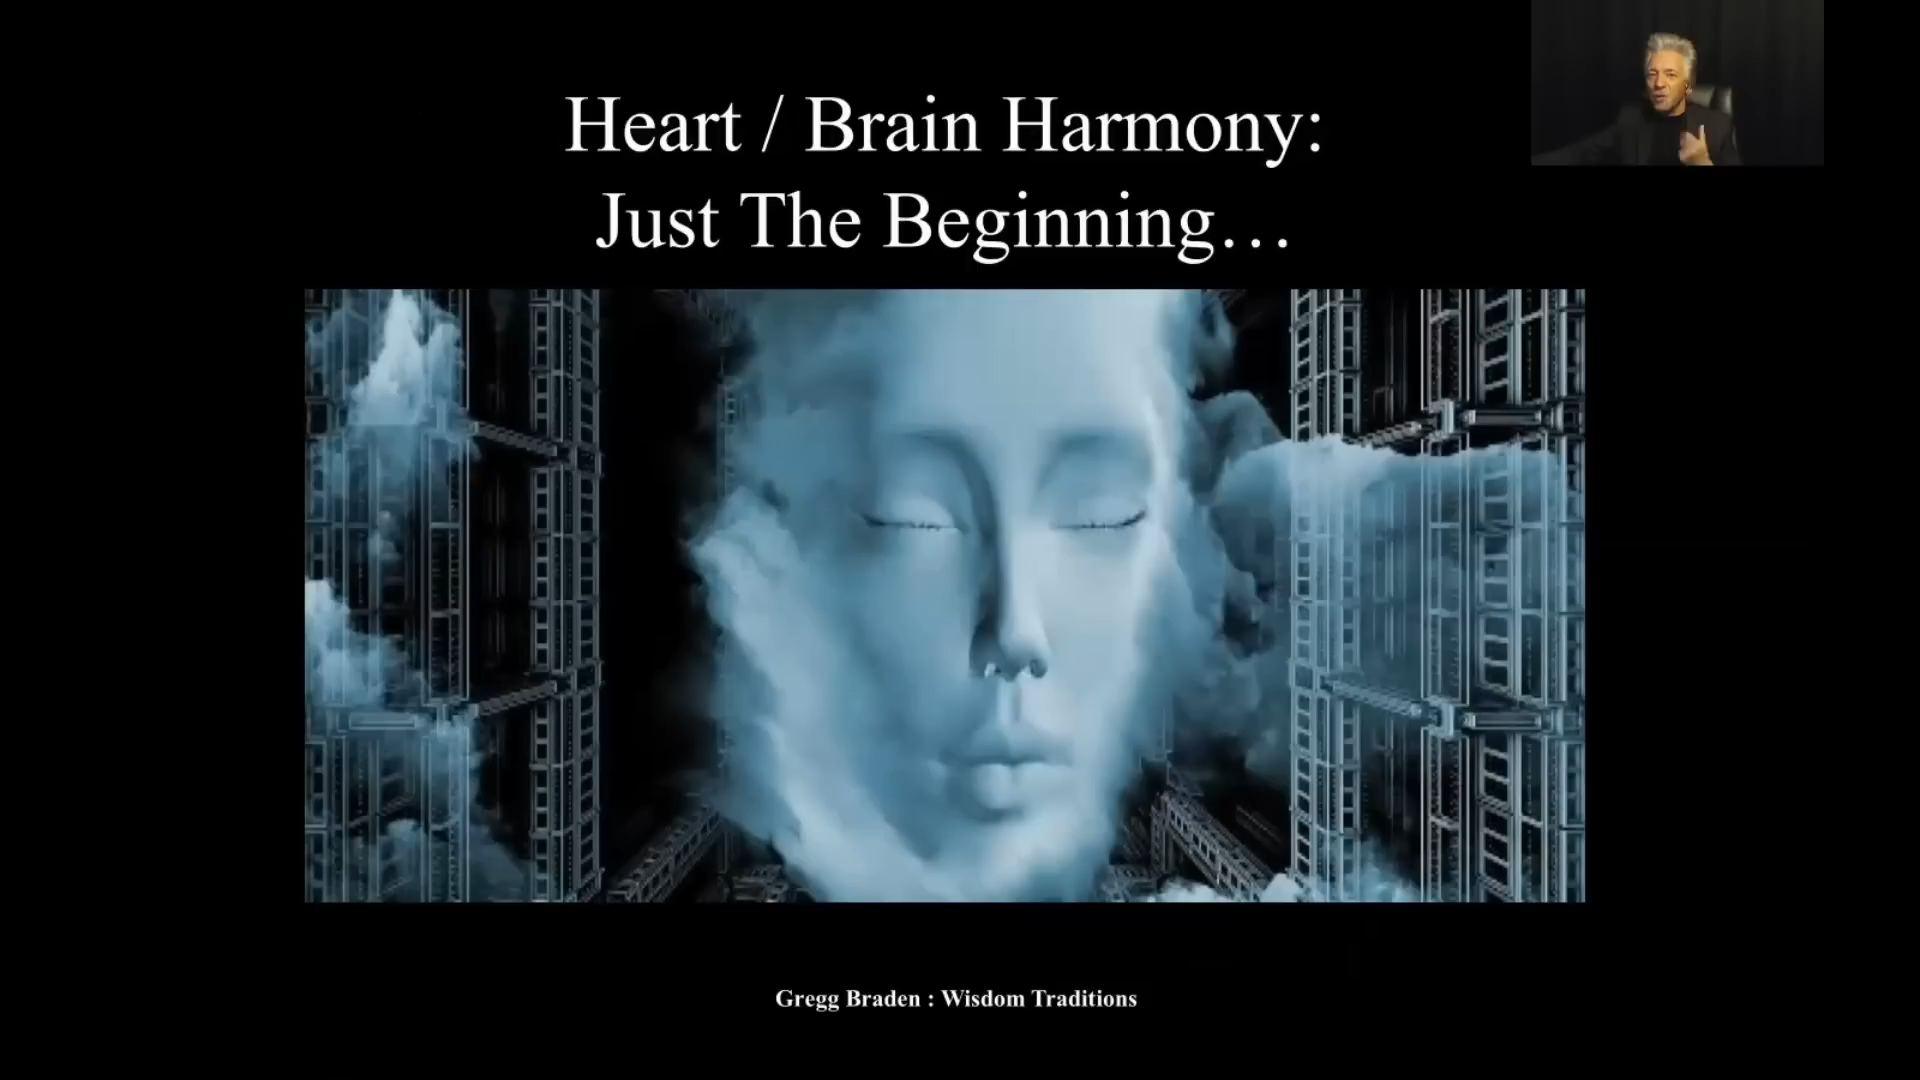 Heart / Brain Harmony:
Just The Beginning…
Gregg Braden : Wisdom Traditions